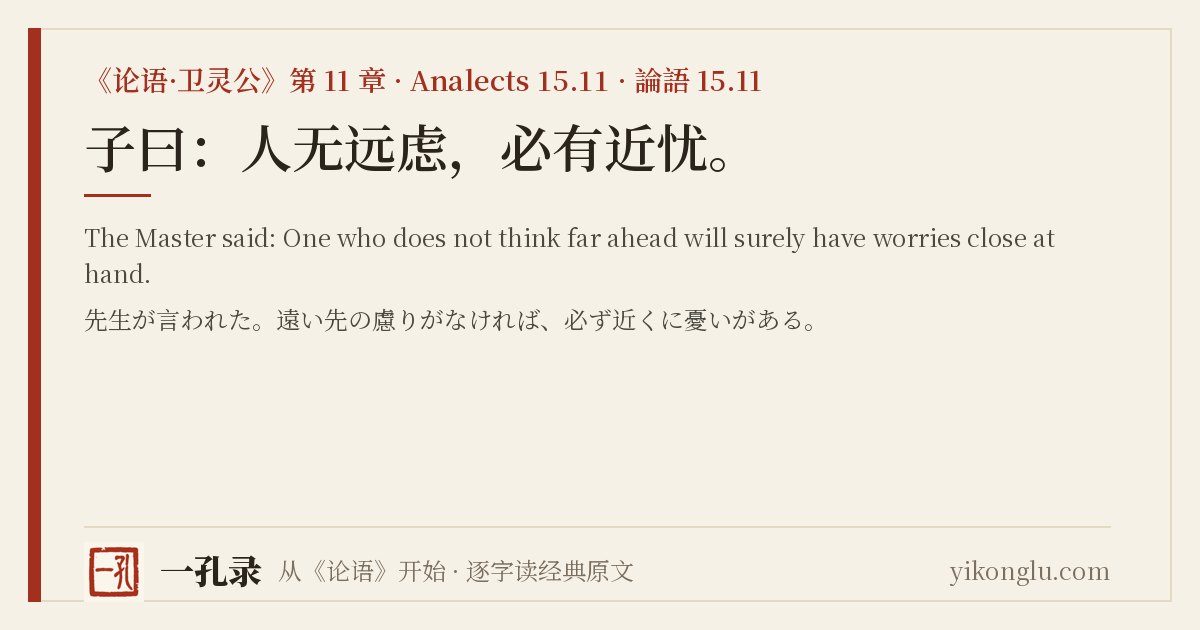 《论语·卫灵公》第 11 章 · Analects 15.11 · 論語 15.11
子曰：人无远虑，必有近忧。
The Master said: One who does not think far ahead will surely have worries close at
hand.
先生が言われた。遠い先の慮りがなければ、必ず近くに憂いがある。
一孔 一孔录 从《论语》开始 · 逐字读经典原文 yikonglu.com